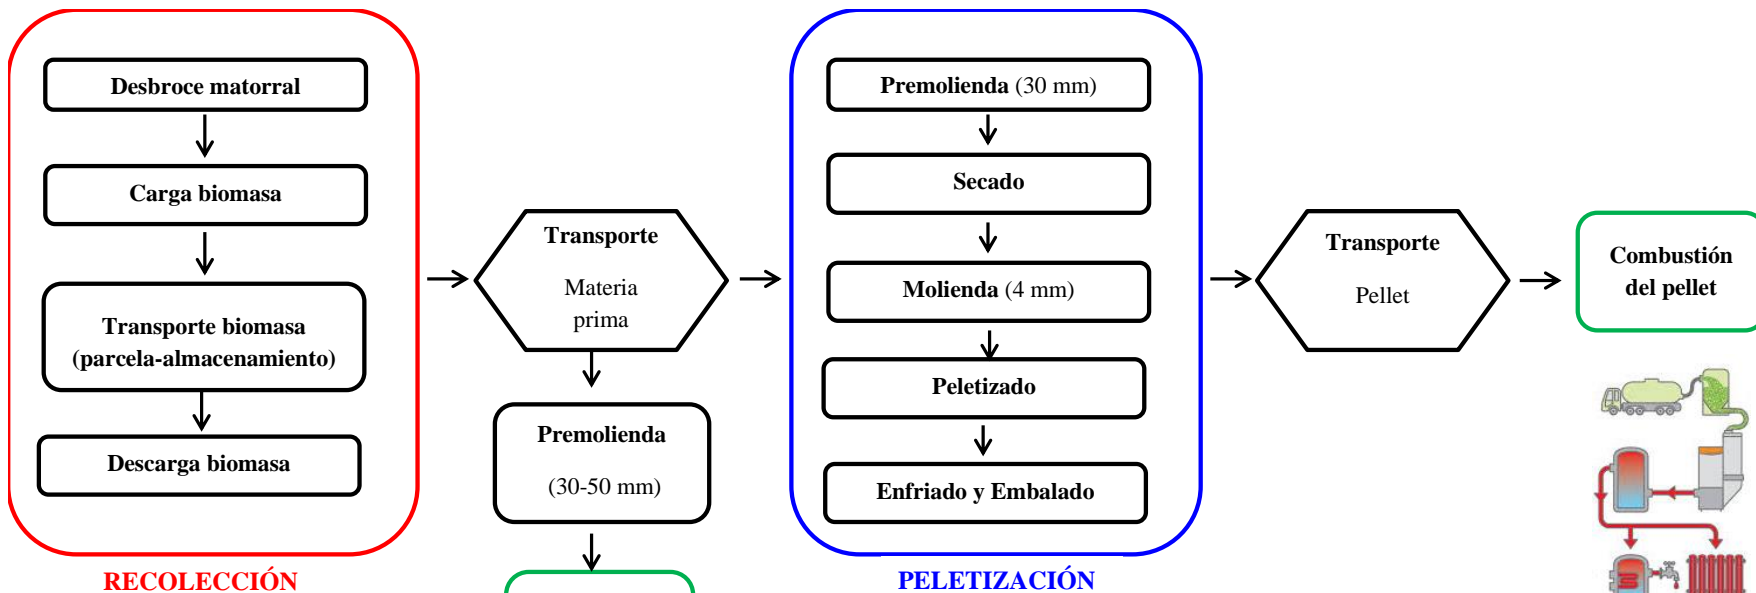 Desbroce matorral
Carga biomasa
Transporte biomasa
(parcela-almacenamiento)
Descarga biomasa
RECOLECCIÓN
Transporte
Materia
prima
Premolienda
(30-50 mm)
Premolienda (30 mm)
Secado
Molienda (4 mm)
Peletizado
Enfriado y Embalado
PELETIZACIÓN
Transporte
Pellet
Combustión
del pellet